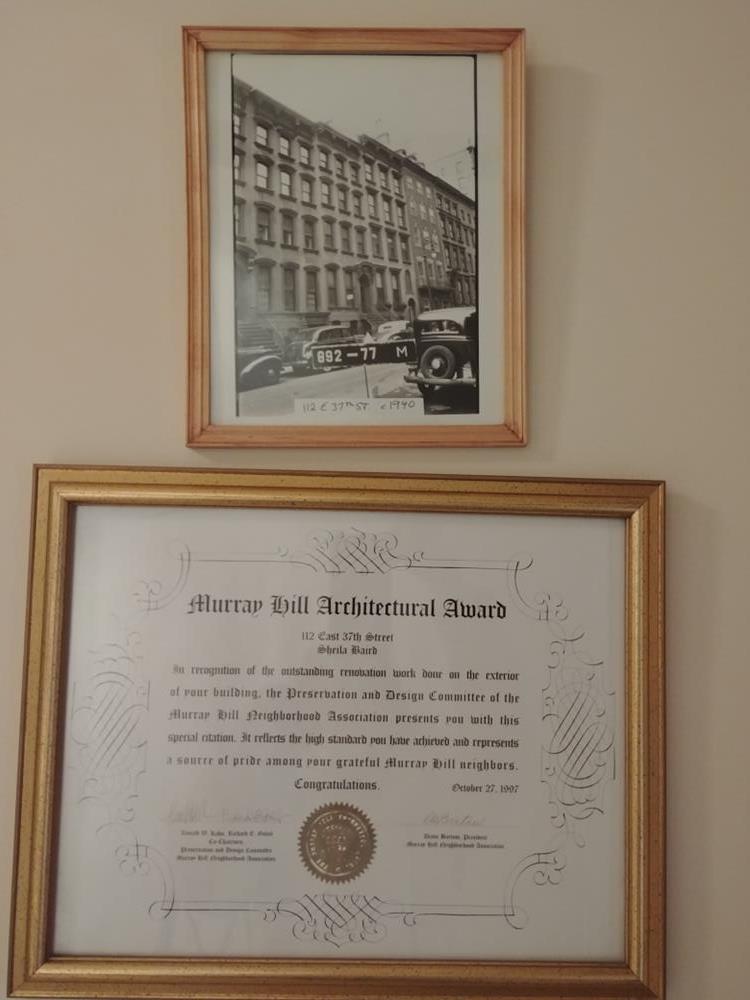 892-77 M
112 E 37TH ST c1940
Murray Hill Architectural Award
112 East 37th Street
Sheila Baird
In recognition of the outstanding renovation work done on the exterior
of your building, the Preservation and Design Committee of the
Murray Hill Neighborhood Association presents you with this
special citation. It reflects the high standard you have achieved and represents
a source of pride among your grateful Murray Hill neighbors.
Congratulations.
October 27, 1997
Co-Chairmen
Preservation and Design Committee
Murray Hill Neighborhood Association
President
Murray Hill Neighborhood Association